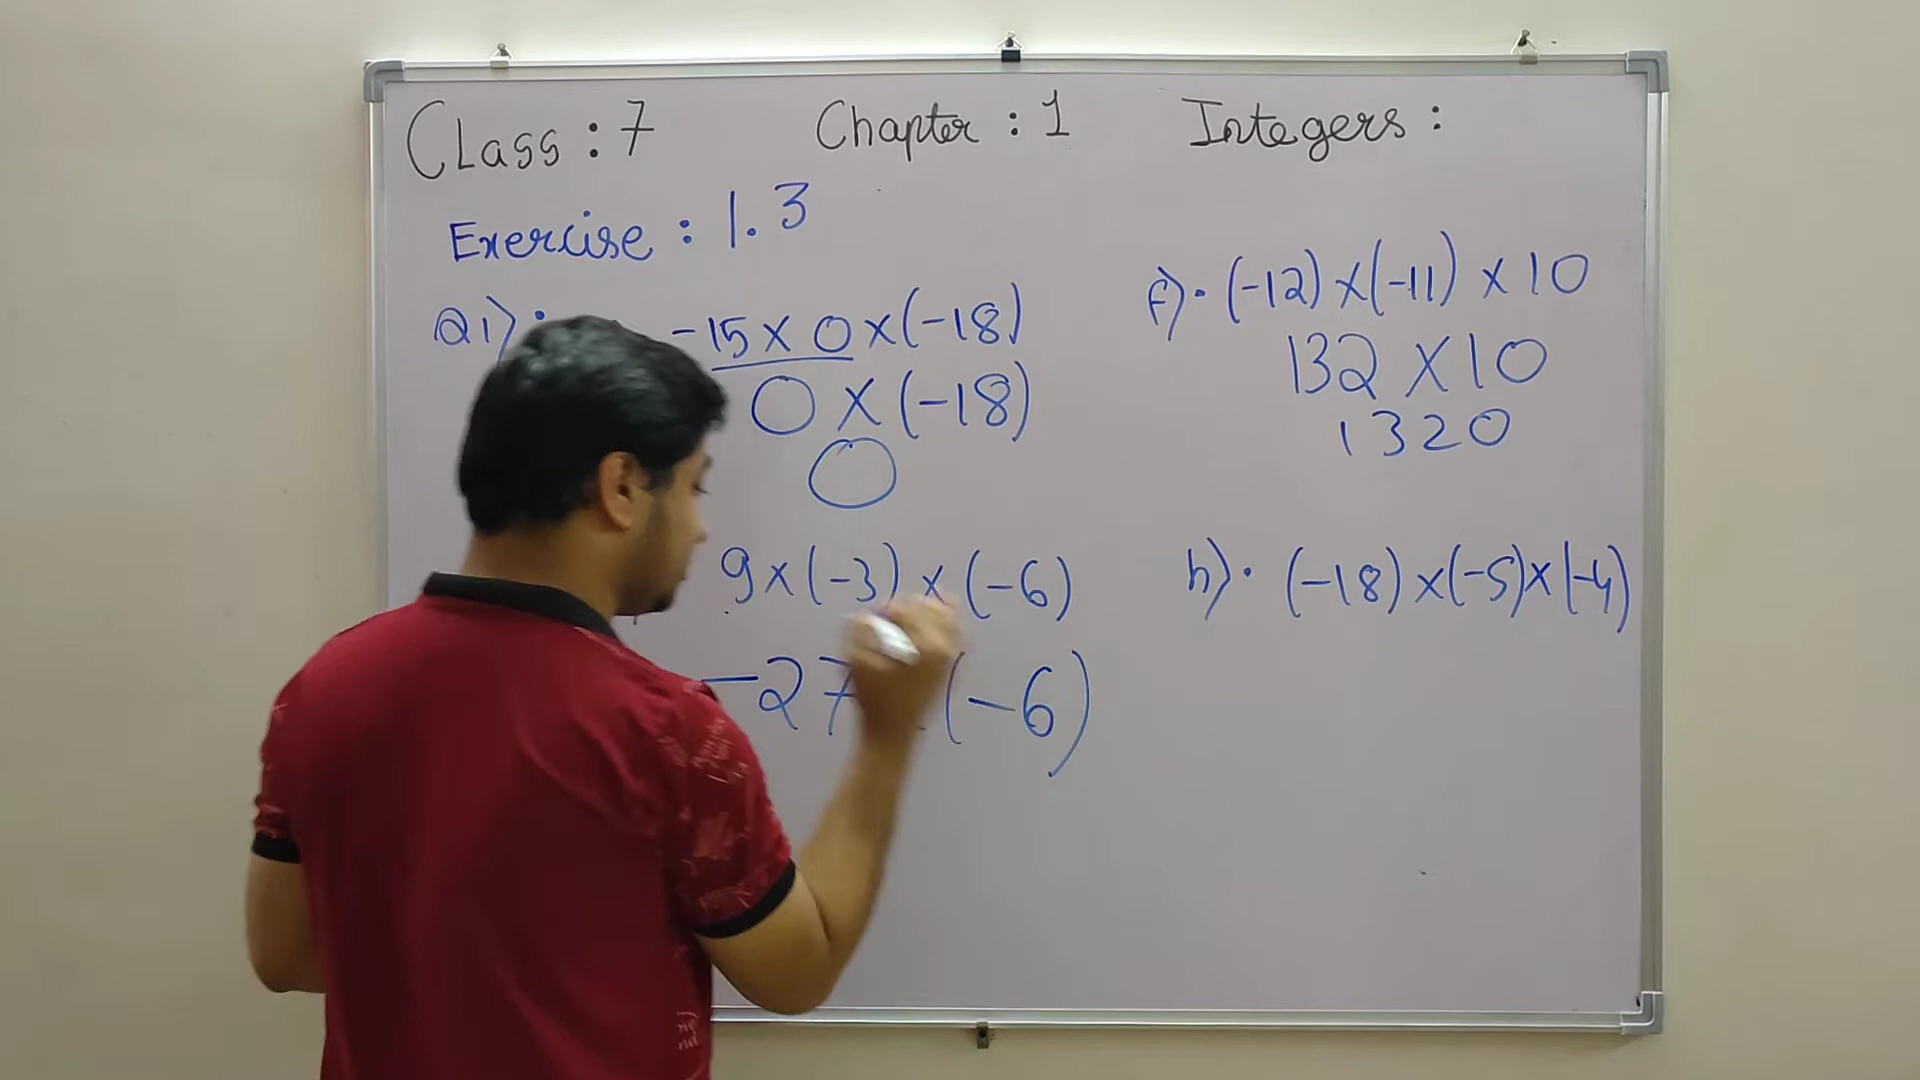 Class : 7 Chapter : 1 Integers :
Exercise : 1.3
Q1) -15 x 0 x (-18)
0 x (-18)
0
9 x (-3) x (-6)
-27 (-6)
f). (-12) x (-11) x 10
132 x 10
1320
h). (-18) x (-5) x (-4)